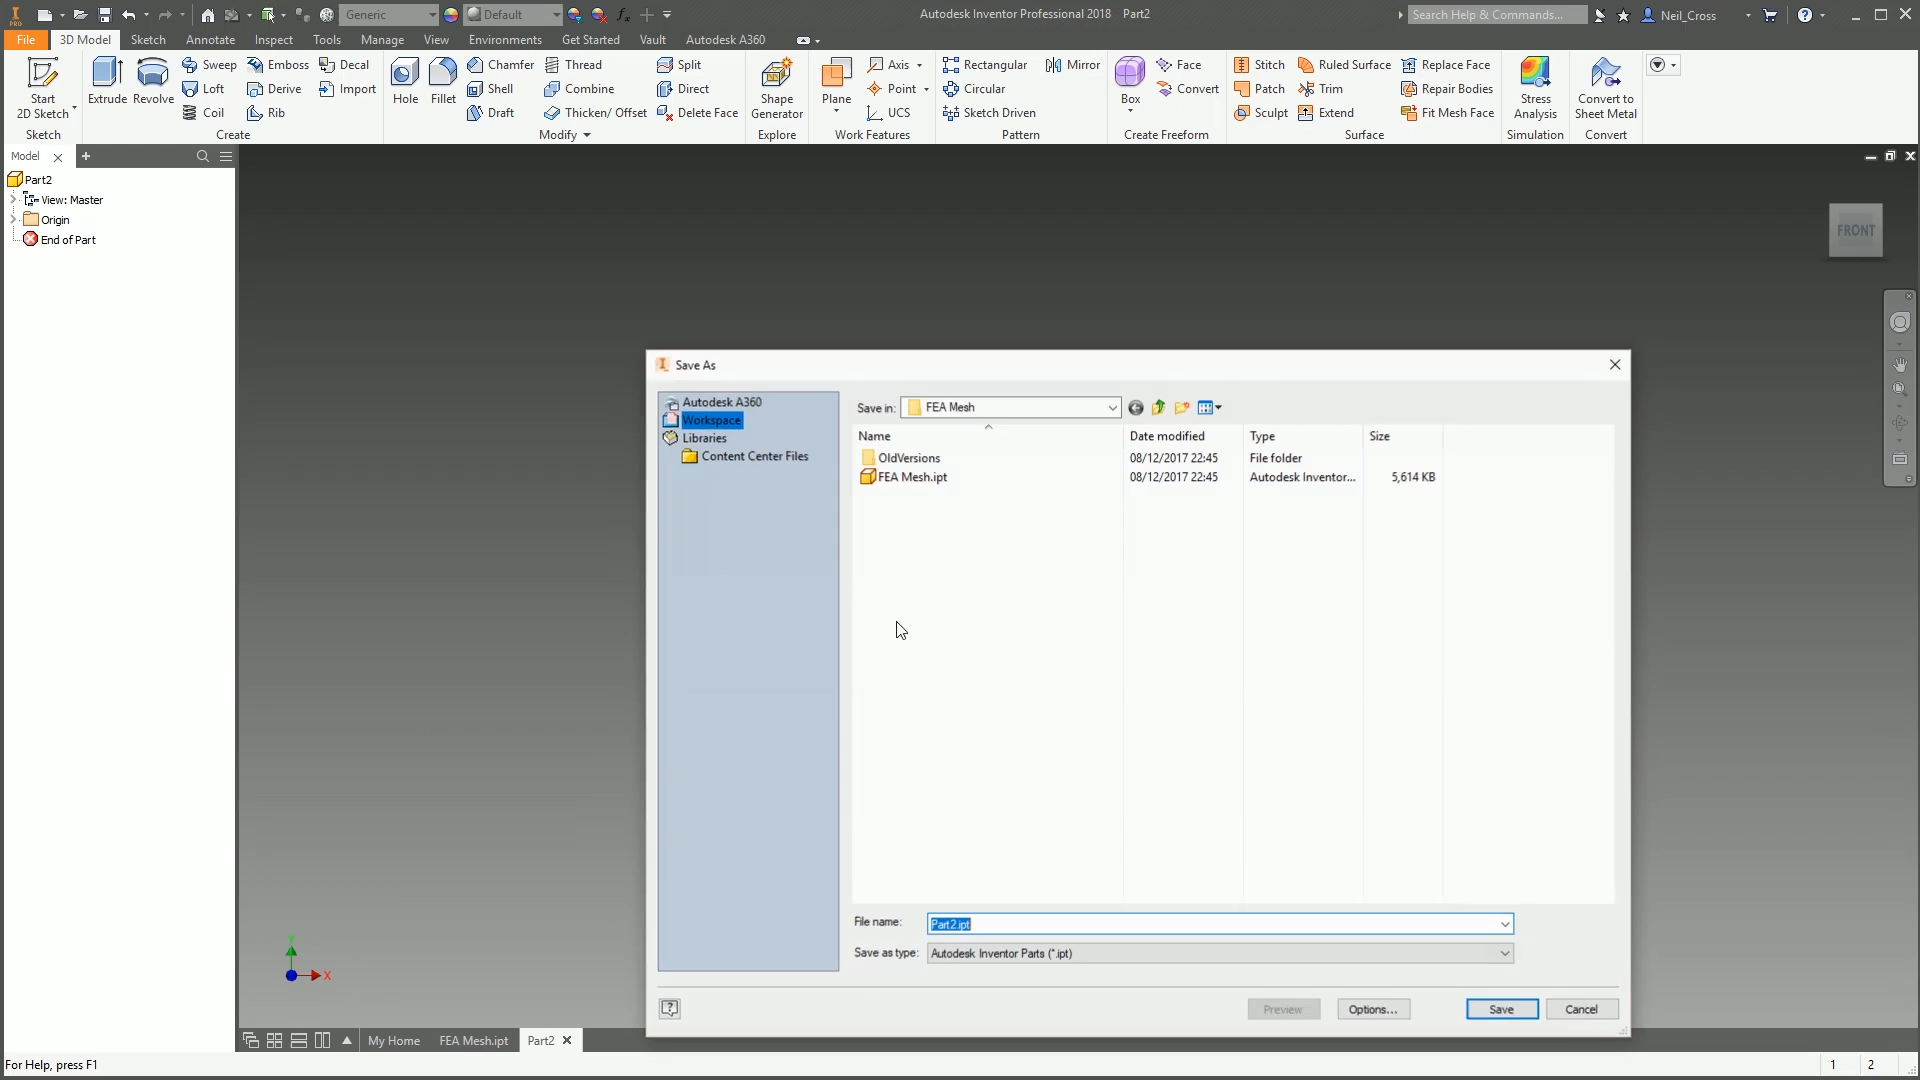 Generic
Default
Autodesk Inventor Professional 2018 Part2
Search Help & Commands...
Neil_Cross
File 3D Model Sketch Annotate Inspect Tools Manage View Environments Get Started Vault Autodesk A360
Start
2D Sketch
Sketch
Extrude Revolve
Sweep Emboss Decal
Loft Derive Import
Coil Rib
Create
Hole Fillet
Chamfer Thread Split
Shell Combine Direct
Draft Thicken/ Offset Delete Face
Modify
Shape
Generator
Explore
Plane
Axis
Point
UCS
Work Features
Rectangular Mirror
Circular
Sketch Driven
Pattern
Box
Face
Convert
Create Freeform
Stitch Ruled Surface Replace Face
Patch Trim Repair Bodies
Sculpt Extend Fit Mesh Face
Surface
Stress
Analysis
Simulation
Convert to
Sheet Metal
Convert
Model
Part2
View: Master
Origin
End of Part
FRONT
Save As
Autodesk A360
Workspace
Libraries
Content Center Files
Save in: FEA Mesh
Name Date modified Type Size
OldVersions 08/12/2017 22:45 File folder
FEA Mesh.ipt 08/12/2017 22:45 Autodesk Inventor... 5,614 KB
File name: Part2.ipt
Save as type: Autodesk Inventor Parts (*.ipt)
Preview Options... Save Cancel
Y
X
My Home FEA Mesh.ipt Part2
For Help, press F1
1 2